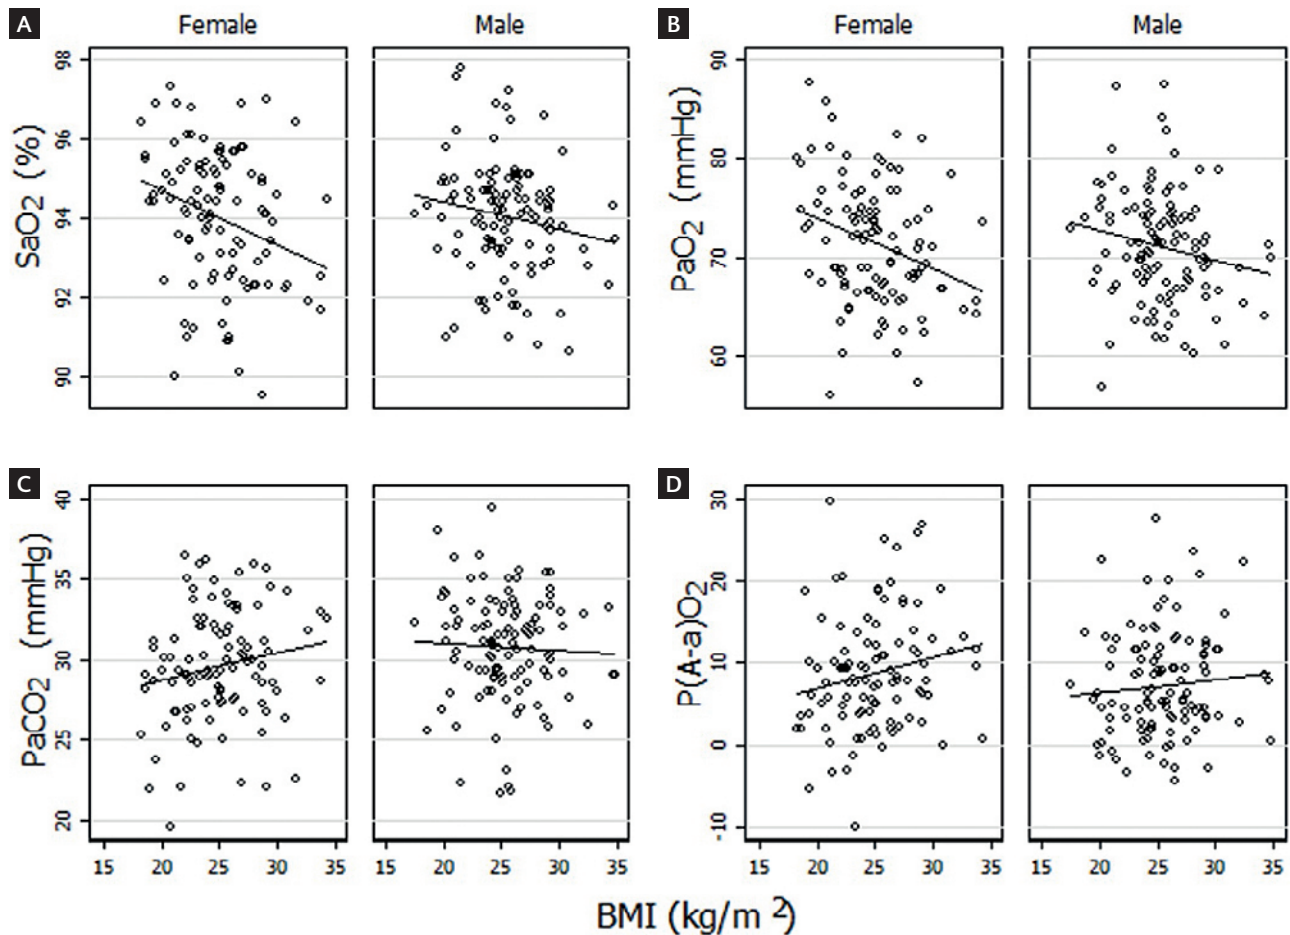 A Female Male
SaO2 (%)
98
96
94
92
90
B Female Male
PaO2 (mmHg)
90
80
70
60
C
PaCO2 (mmHg)
40
35
30
25
20
15 20 25 30 35 15 20 25 30 35
D
P(A-a)O2
30
20
10
0
-10
15 20 25 30 35 15 20 25 30 35
BMI (kg/m 2)